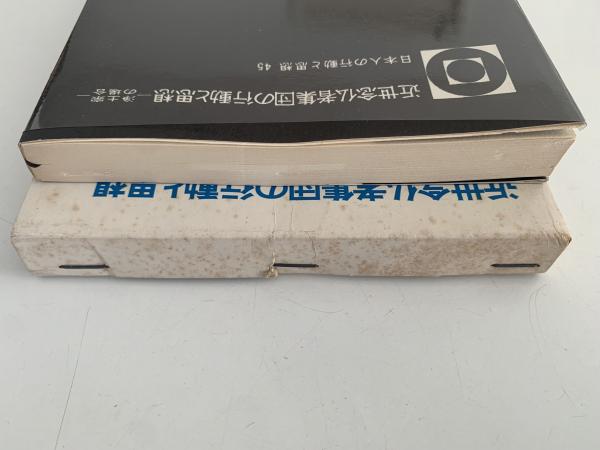 日本人の行動と思想 45
近世念仏者集団の行動と思想
―浄土宗
の場合―
近世念仏者集団の行動と思想